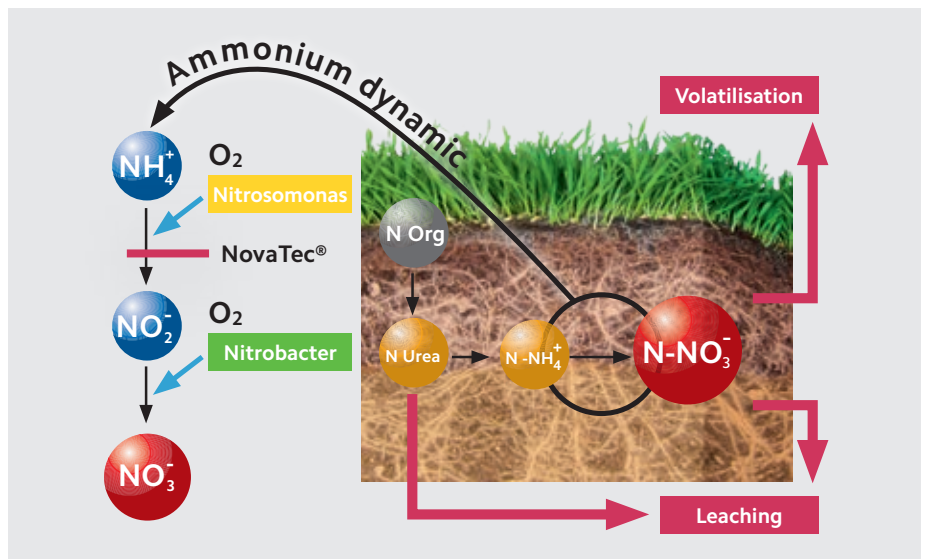 Ammonium dynamic
Volatilisation
NH₄⁺
O₂
Nitrosomonas
NovaTec®
NO₂⁻
O₂
Nitrobacter
NO₃⁻
N Org
N Urea
N -NH₄⁺
N-NO₃⁻
Leaching